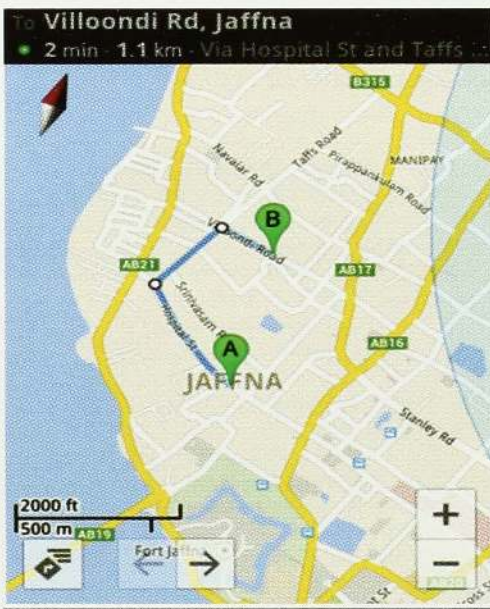 To Villoondi Rd, Jaffna
2 min · 1.1 km · Via Hospital St and Taffs
B315
Taffs Road
Navalar Rd
MANIPAY
Pirappankulam Road
B
Villoondi Road
AB21
AB17
Srinivasam R
Hospital St
AB16
A
JAFFNA
Stanley Rd
2000 ft
500 m
AB19
Fort Jaffna
+
−